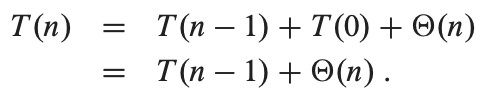 T(n) = T(n − 1) + T(0) + Θ(n)
= T(n − 1) + Θ(n) .